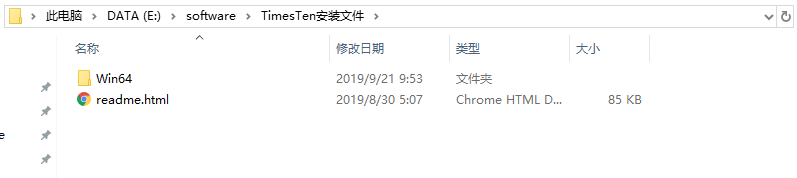 此电脑 > DATA (E:) > software > TimesTen安装文件 >
名称 修改日期 类型 大小
Win64 2019/9/21 9:53 文件夹
readme.html 2019/8/30 5:07 Chrome HTML D... 85 KB
e